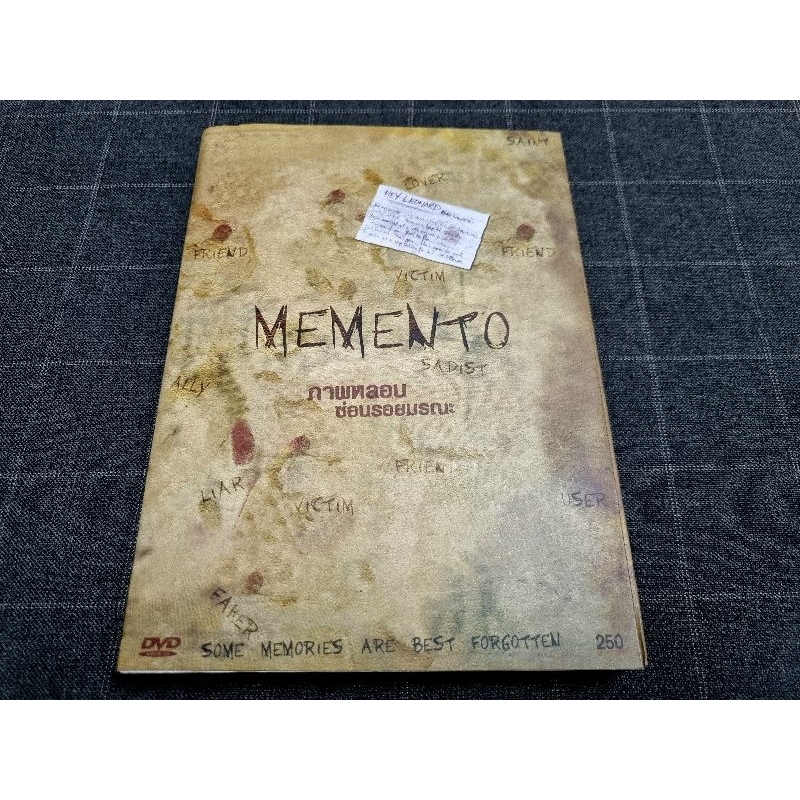 SAINT
LOVER
HEY LEONARD
FRIEND
FRIEND
VICTIM
MEMENTO
SADIST
ALLY
ภาพหลอน
ซ่อนรอยมรณะ
FRIEND
LIAR
VICTIM
USER
FAKER
DVD
SOME MEMORIES ARE BEST FORGOTTEN
250